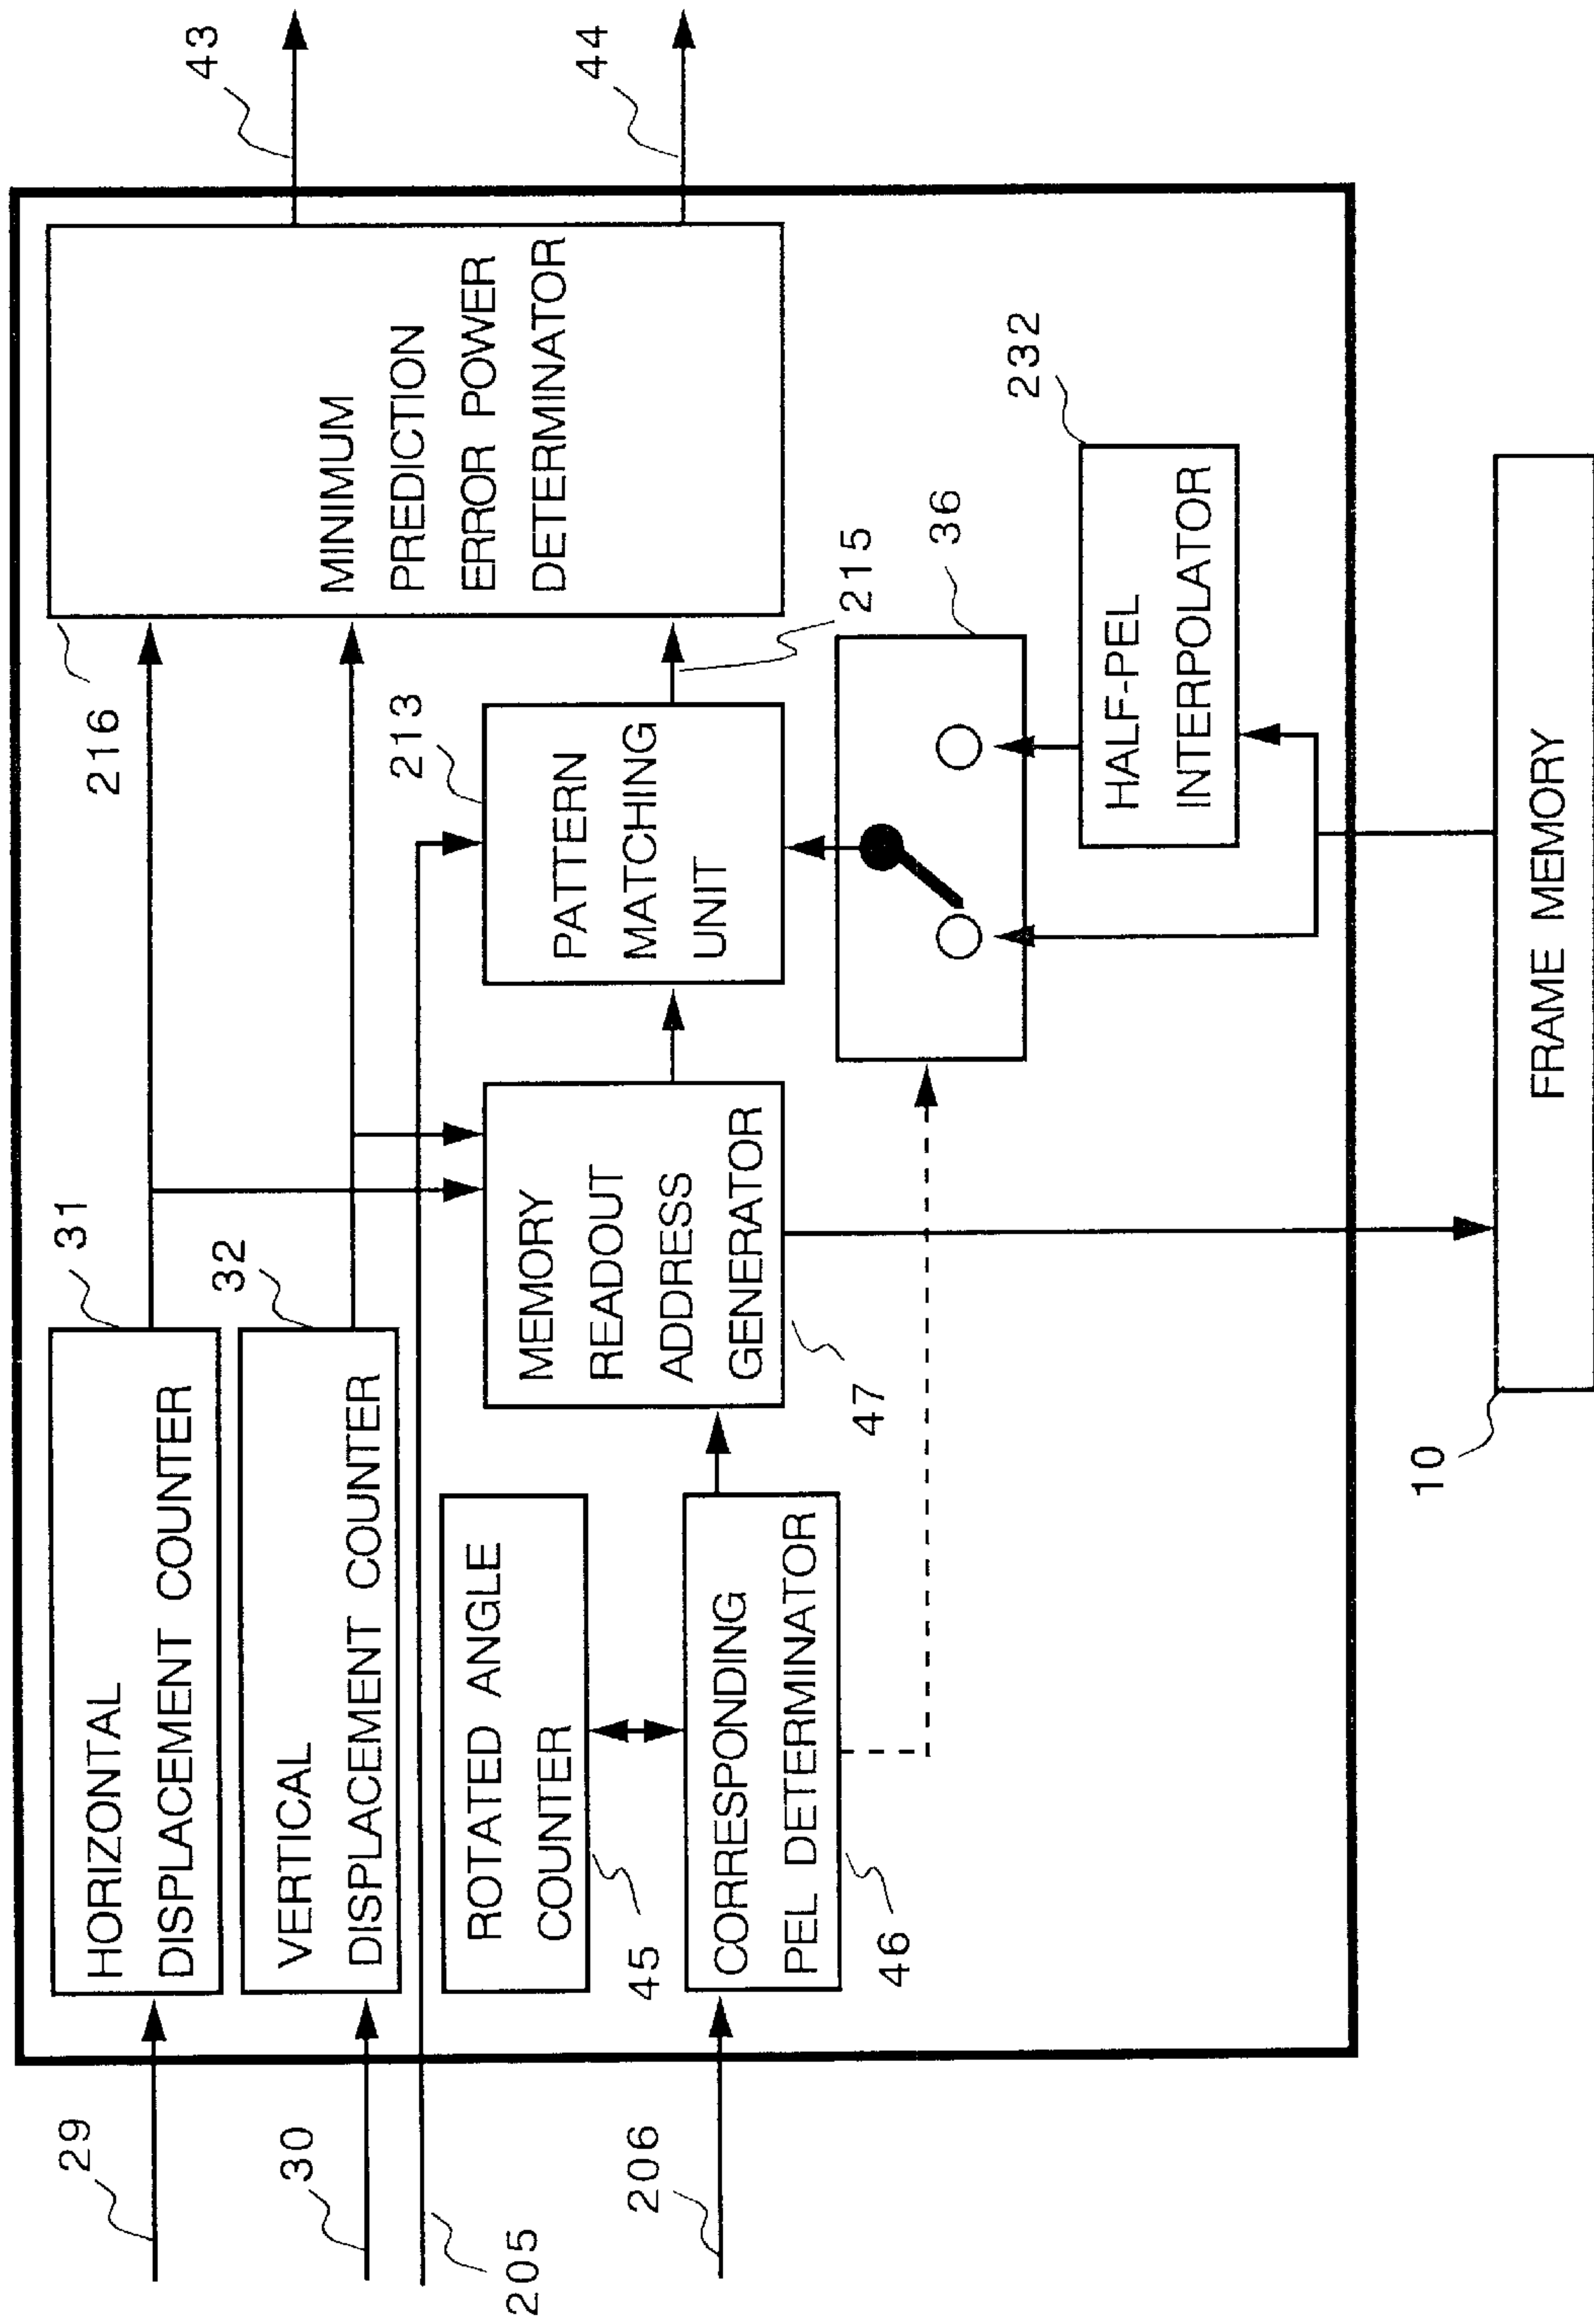 29
HORIZONTAL
DISPLACEMENT COUNTER
31
216
MINIMUM
PREDICTION
ERROR POWER
DETERMINATOR
43
30
VERTICAL
DISPLACEMENT COUNTER
32
205
ROTATED ANGLE
COUNTER
45
MEMORY
READOUT
ADDRESS
GENERATOR
47
213
PATTERN
MATCHING
UNIT
215
44
206
CORRESPONDING
PEL DETERMINATOR
46
36
HALF-PEL
INTERPOLATOR
232
10
FRAME MEMORY